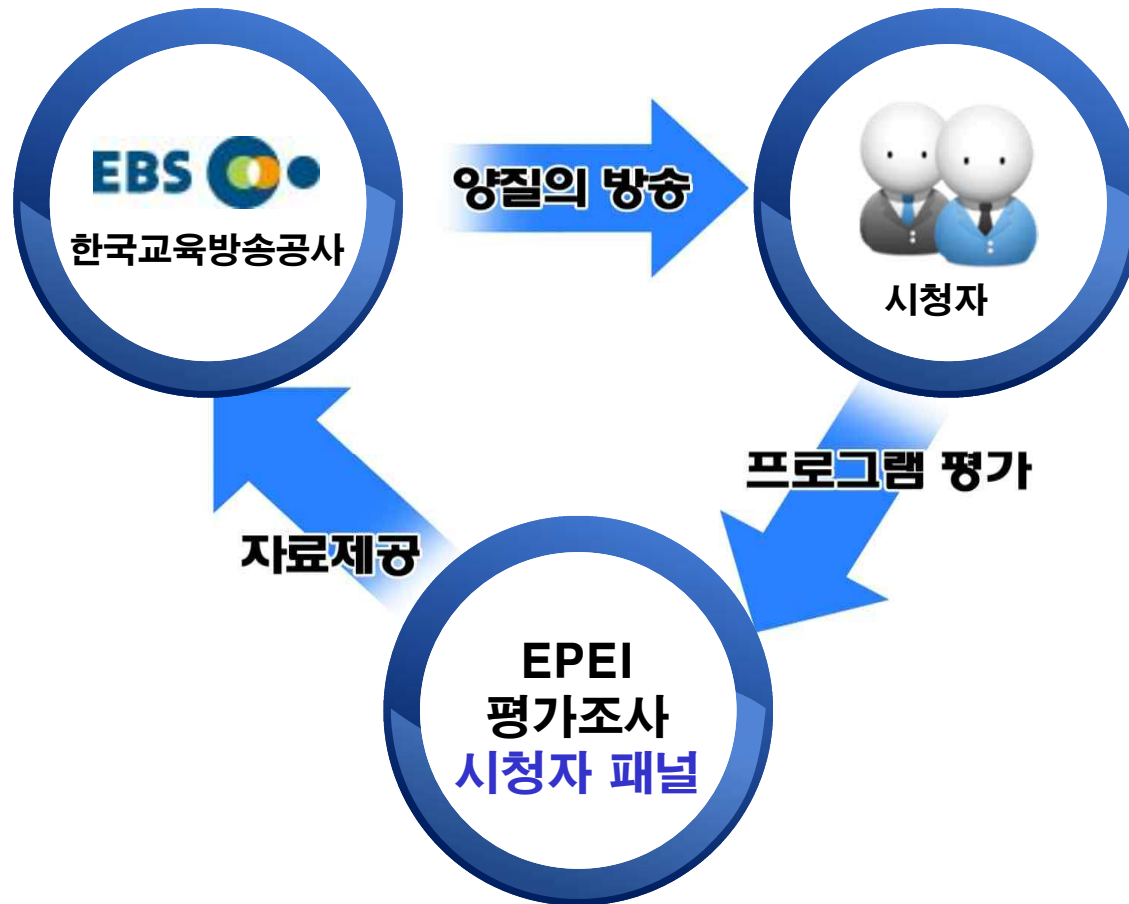 EBS
한국교육방송공사
양질의 방송
시청자
프로그램 평가
자료제공
EPEI
평가조사
시청자 패널